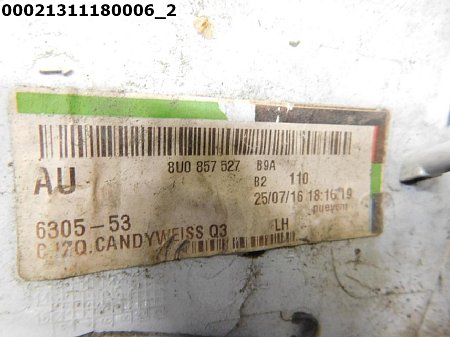 00021311180006_2
AU 8U0 857 527 B9A
B2 110
25/07/16 18:16:19
6305-53 LH
CANDYWEISS Q3